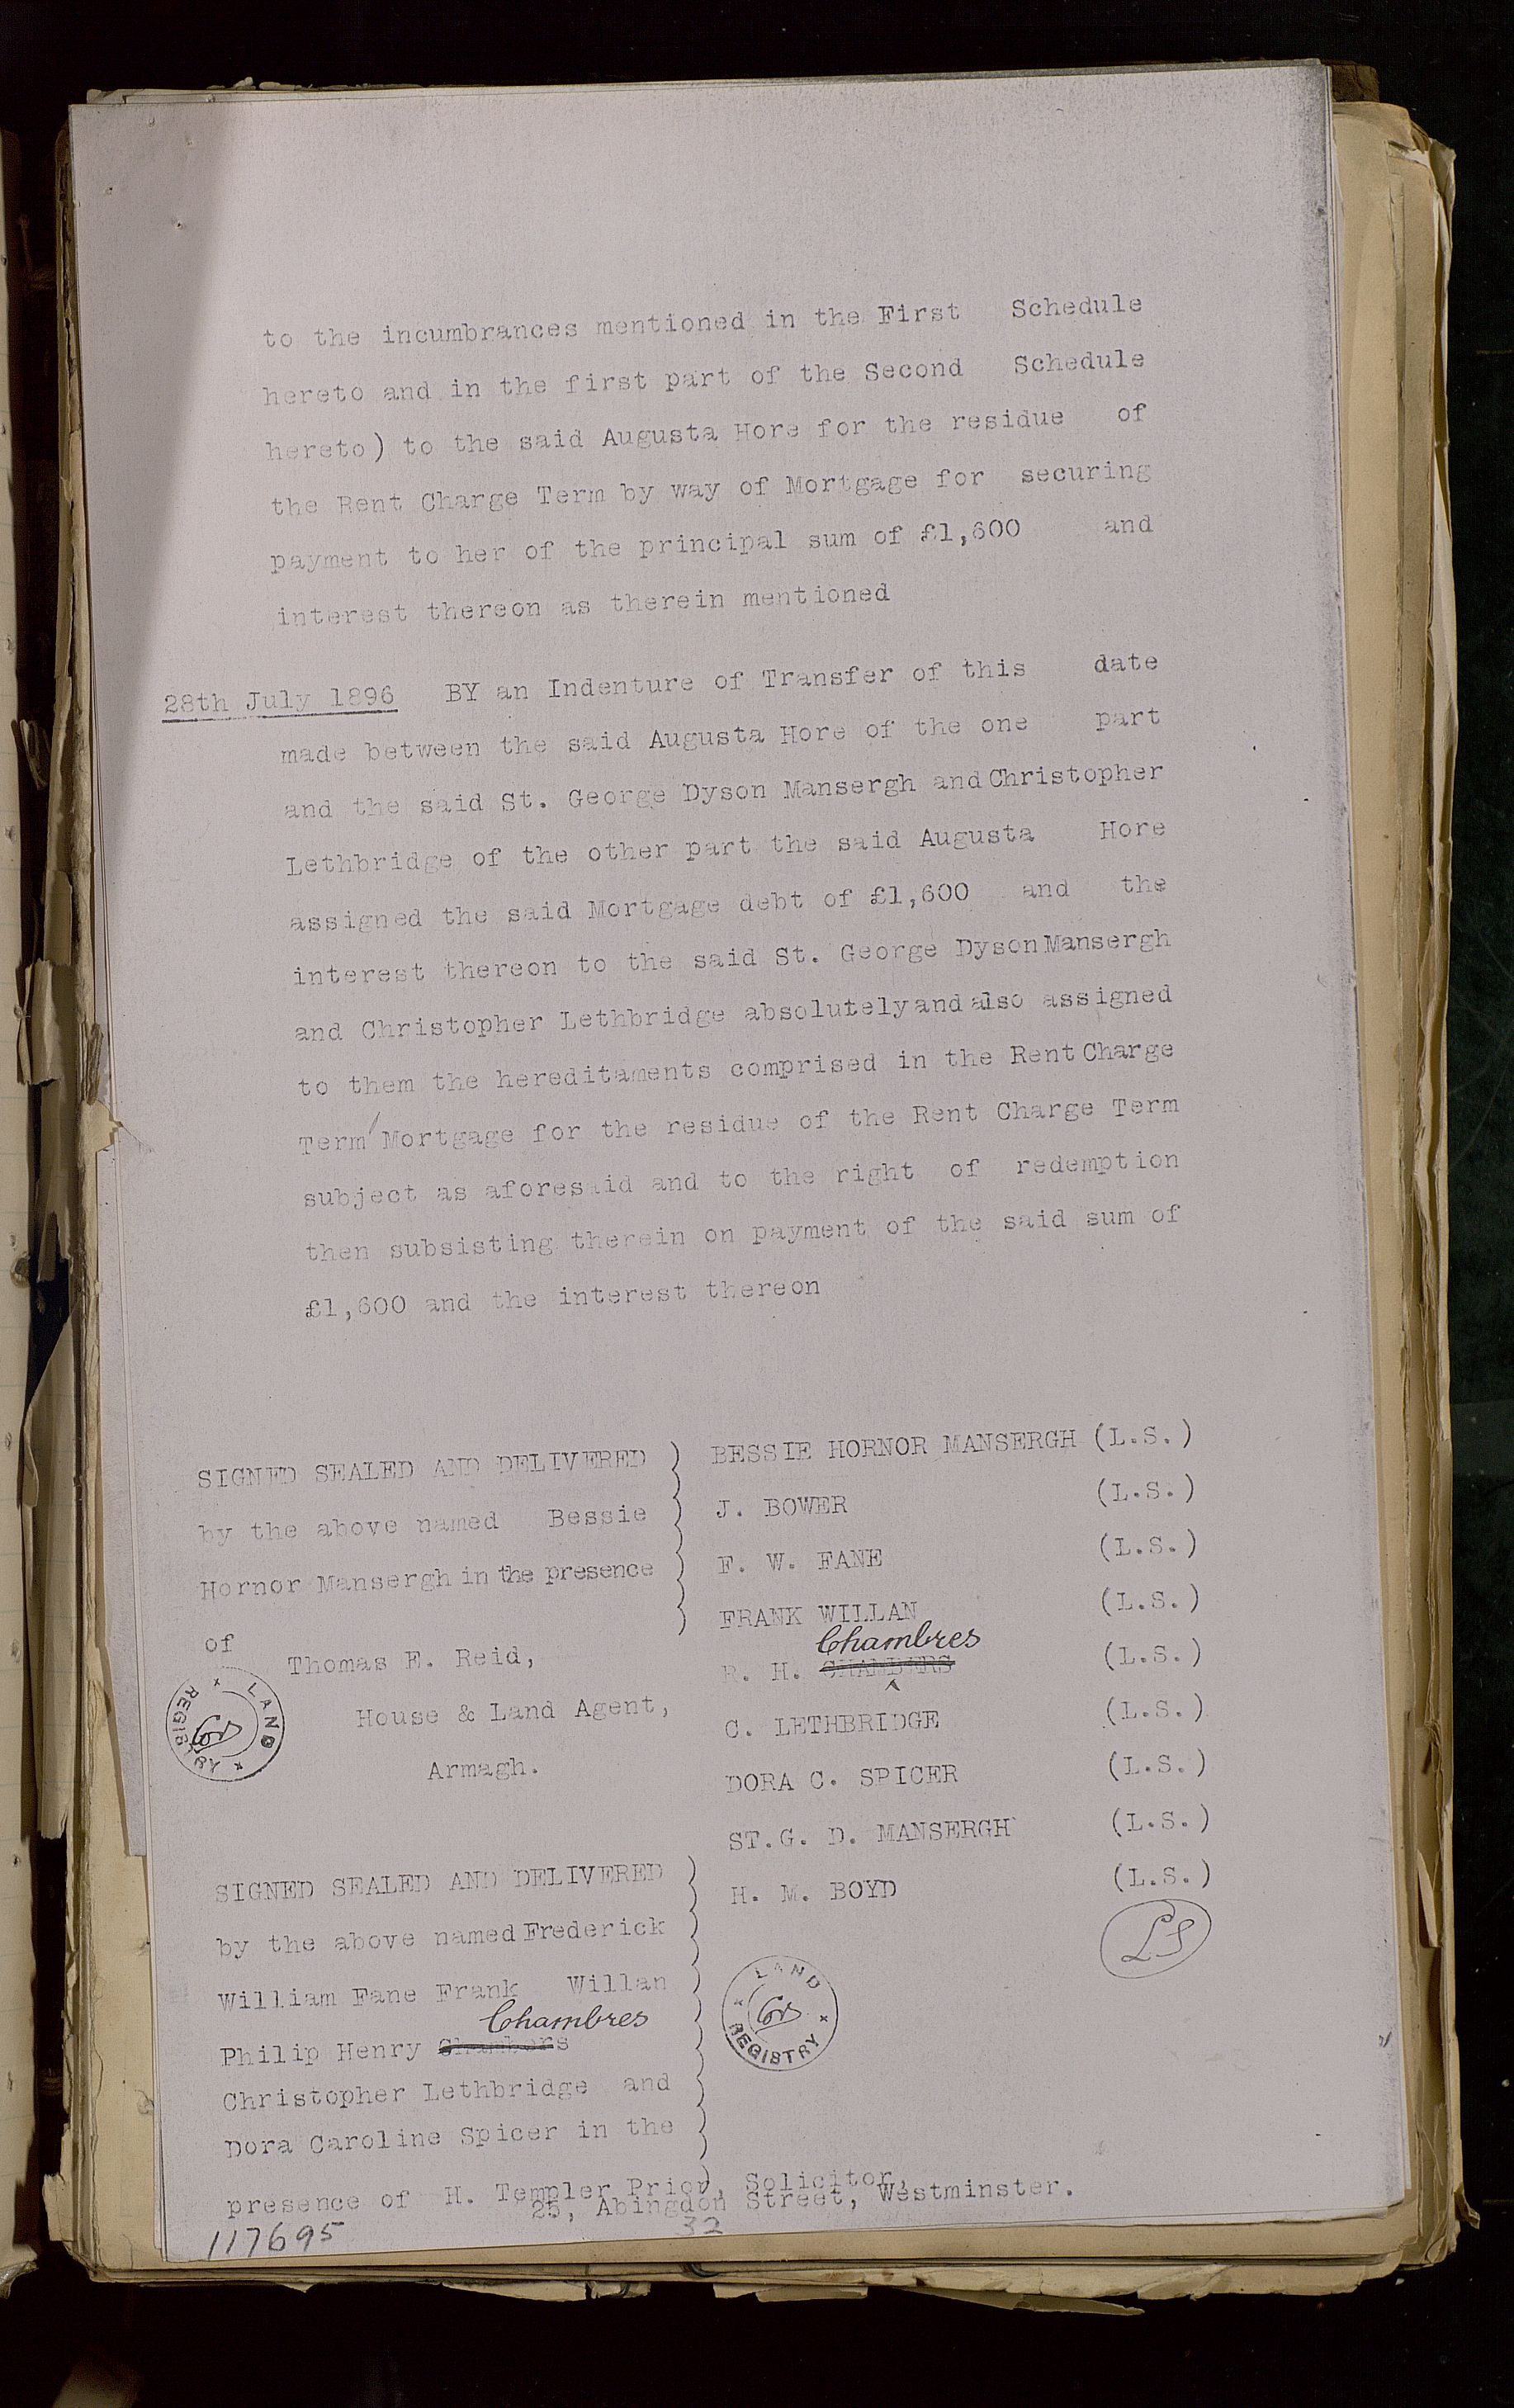 to the incumbrances mentioned in the First Schedule
hereto and in the first part of the Second Schedule
hereto) to the said Augusta Hore for the residue of
the Rent Charge Term by way of Mortgage for securing
payment to her of the principal sum of £1,600 and
interest thereon as therein mentioned
28th July 1896 BY an Indenture of Transfer of this date
made between the said Augusta Hore of the one part
and the said St. George Dyson Mansergh and Christopher
Lethbridge of the other part the said Augusta Hore
assigned the said Mortgage debt of £1,600 and the
interest thereon to the said St. George Dyson Mansergh
and Christopher Lethbridge absolutely and also assigned
to them the hereditaments comprised in the Rent Charge
Term/Mortgage for the residue of the Rent Charge Term
subject as aforesaid and to the right of redemption
then subsisting therein on payment of the said sum of
£1,600 and the interest thereon
SIGNED SEALED AND DELIVERED
by the above named Bessie
Hornor Mansergh in the presence
of
Thomas E. Reid,
House & Land Agent,
Armagh.
LAND REGISTRY
BESSIE HORNOR MANSERGH (L.S.)
J. BOWER (L.S.)
F. W. FANE (L.S.)
FRANK WILLAN (L.S.)
Chambres
H. CHAMBERS (L.S.)
C. LETHBRIDGE (L.S.)
DORA C. SPICER (L.S.)
ST.G. D. MANSERGH (L.S.)
H. M. BOYD (L.S.)
LS
LAND REGISTRY
SIGNED SEALED AND DELIVERED
by the above named Frederick
William Fane Frank Willan
Chambres
Philip Henry Chambers
Christopher Lethbridge and
Dora Caroline Spicer in the
presence of H. Templer Prior, Solicitor,
25, Abingdon Street, Westminster.
117695
32